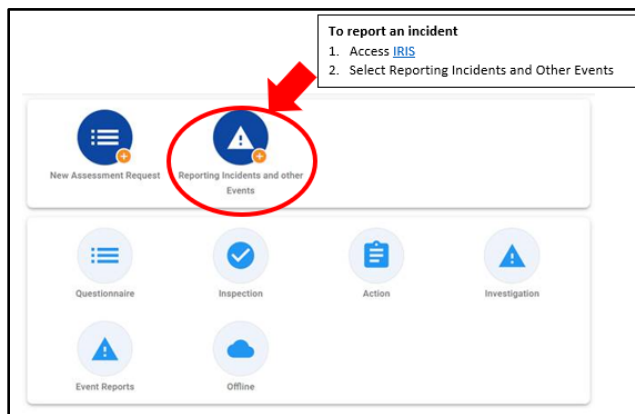 To report an incident
1. Access IRIS
2. Select Reporting Incidents and Other Events
New Assessment Request
Reporting Incidents and other
Events
Questionnaire
Inspection
Action
Investigation
Event Reports
Offline